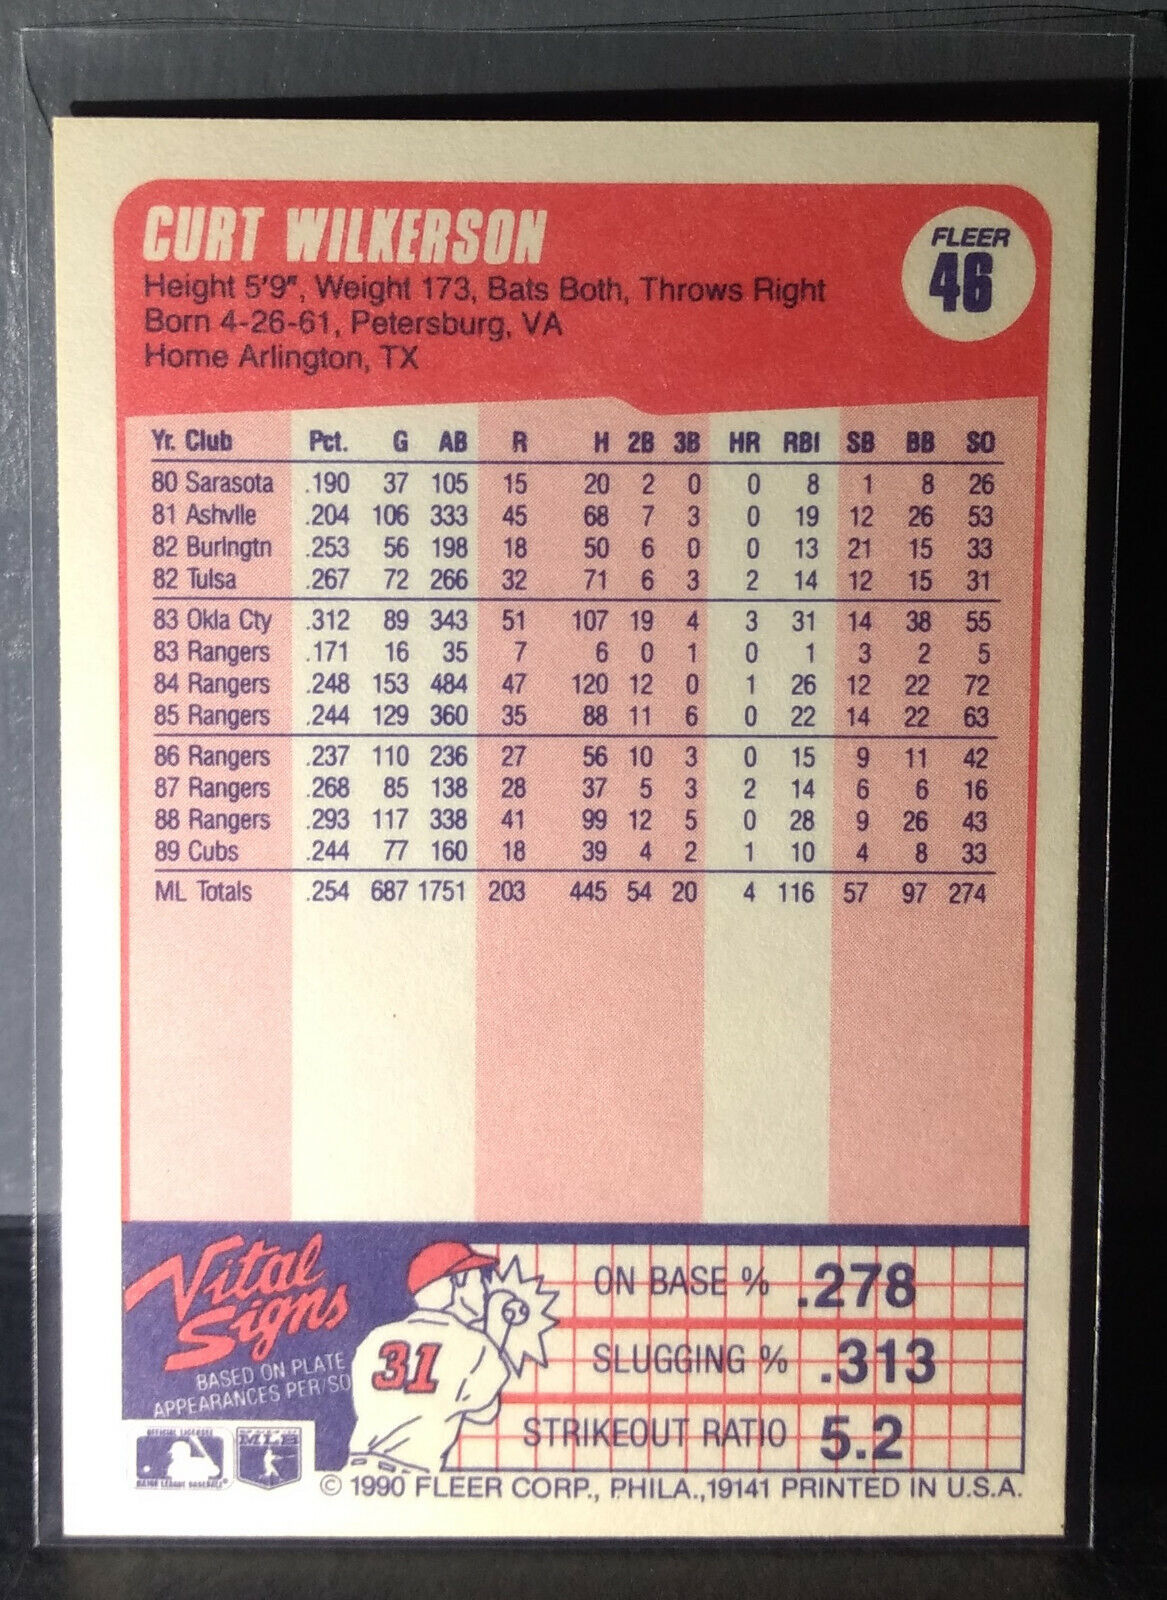 CURT WILKERSON
FLEER
46
Height 5'9", Weight 173, Bats Both, Throws Right
Born 4-26-61, Petersburg, VA
Home Arlington, TX
Yr. Club Pct. G AB R H 2B 3B HR RBI SB BB SO
80 Sarasota .190 37 105 15 20 2 0 0 8 1 8 26
81 Ashvlle .204 106 333 45 68 7 3 0 19 12 26 53
82 Burlngtn .253 56 198 18 50 6 0 0 13 21 15 33
82 Tulsa .267 72 266 32 71 6 3 2 14 12 15 31
83 Okla Cty .312 89 343 51 107 19 4 3 31 14 38 55
83 Rangers .171 16 35 7 6 0 1 0 1 3 2 5
84 Rangers .248 153 484 47 120 12 0 1 26 12 22 72
85 Rangers .244 129 360 35 88 11 6 0 22 14 22 63
86 Rangers .237 110 236 27 56 10 3 0 15 9 11 42
87 Rangers .268 85 138 28 37 5 3 2 14 6 6 16
88 Rangers .293 117 338 41 99 12 5 0 28 9 26 43
89 Cubs .244 77 160 18 39 4 2 1 10 4 8 33
ML Totals .254 687 1751 203 445 54 20 4 116 57 97 274
Vital
Signs
BASED ON PLATE
APPEARANCES PER/SO
31
ON BASE % .278
SLUGGING % .313
STRIKEOUT RATIO 5.2
OFFICIAL LICENSEE
MAJOR LEAGUE BASEBALL
MLB
© 1990 FLEER CORP., PHILA.,19141 PRINTED IN U.S.A.